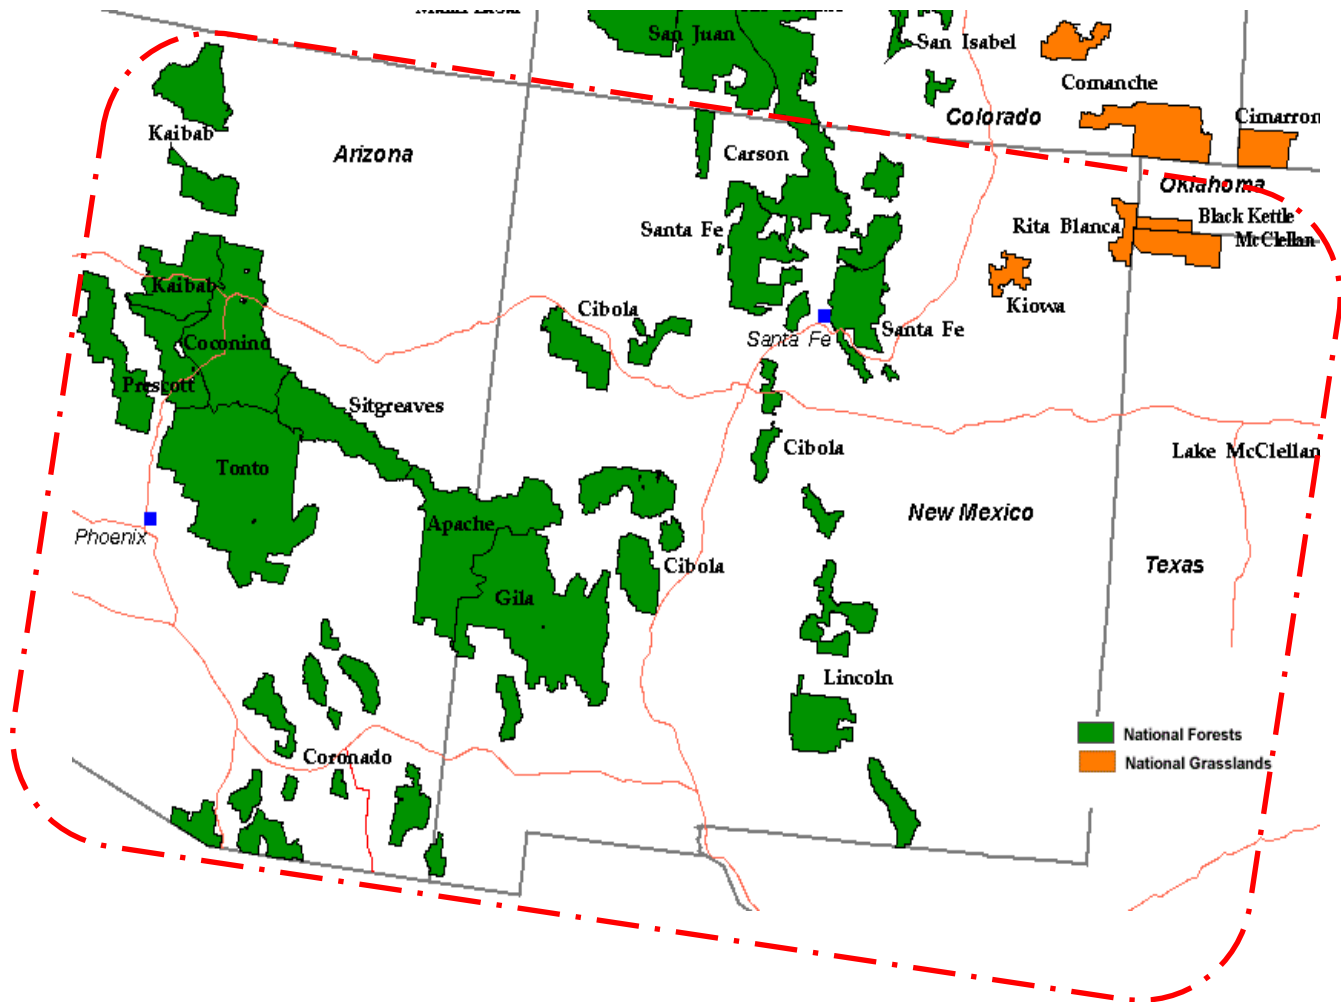 San Juan
San Isabel
Comanche
Colorado
Cimarron
Kaibab
Arizona
Carson
Oklahoma
Santa Fe
Rita Blanca
Black Kettle
McClellan
Kaibab
Cibola
Kiowa
Santa Fe
Santa Fe
Coconino
Prescott
Sitgreaves
Cibola
Lake McClellan
Tonto
New Mexico
Phoenix
Apache
Cibola
Texas
Gila
Lincoln
National Forests
Coronado
National Grasslands